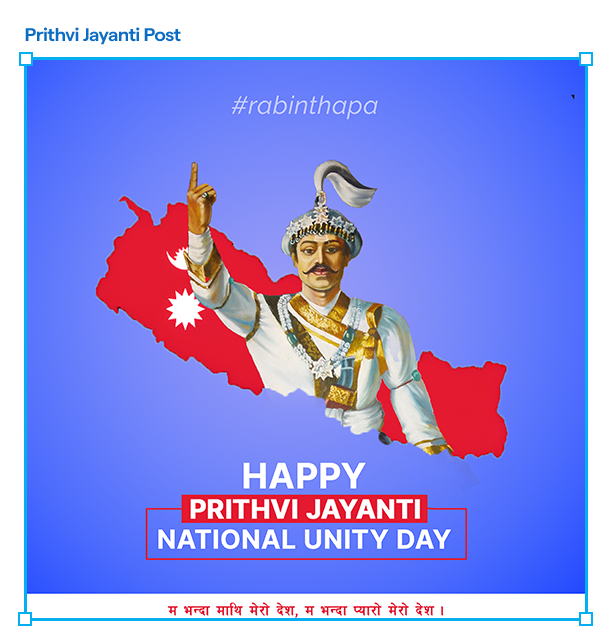 Prithvi Jayanti Post
#rabinthapa
HAPPY
PRITHVI JAYANTI
NATIONAL UNITY DAY
म भन्दा माथि मेरो देश, म भन्दा प्यारो मेरो देश ।